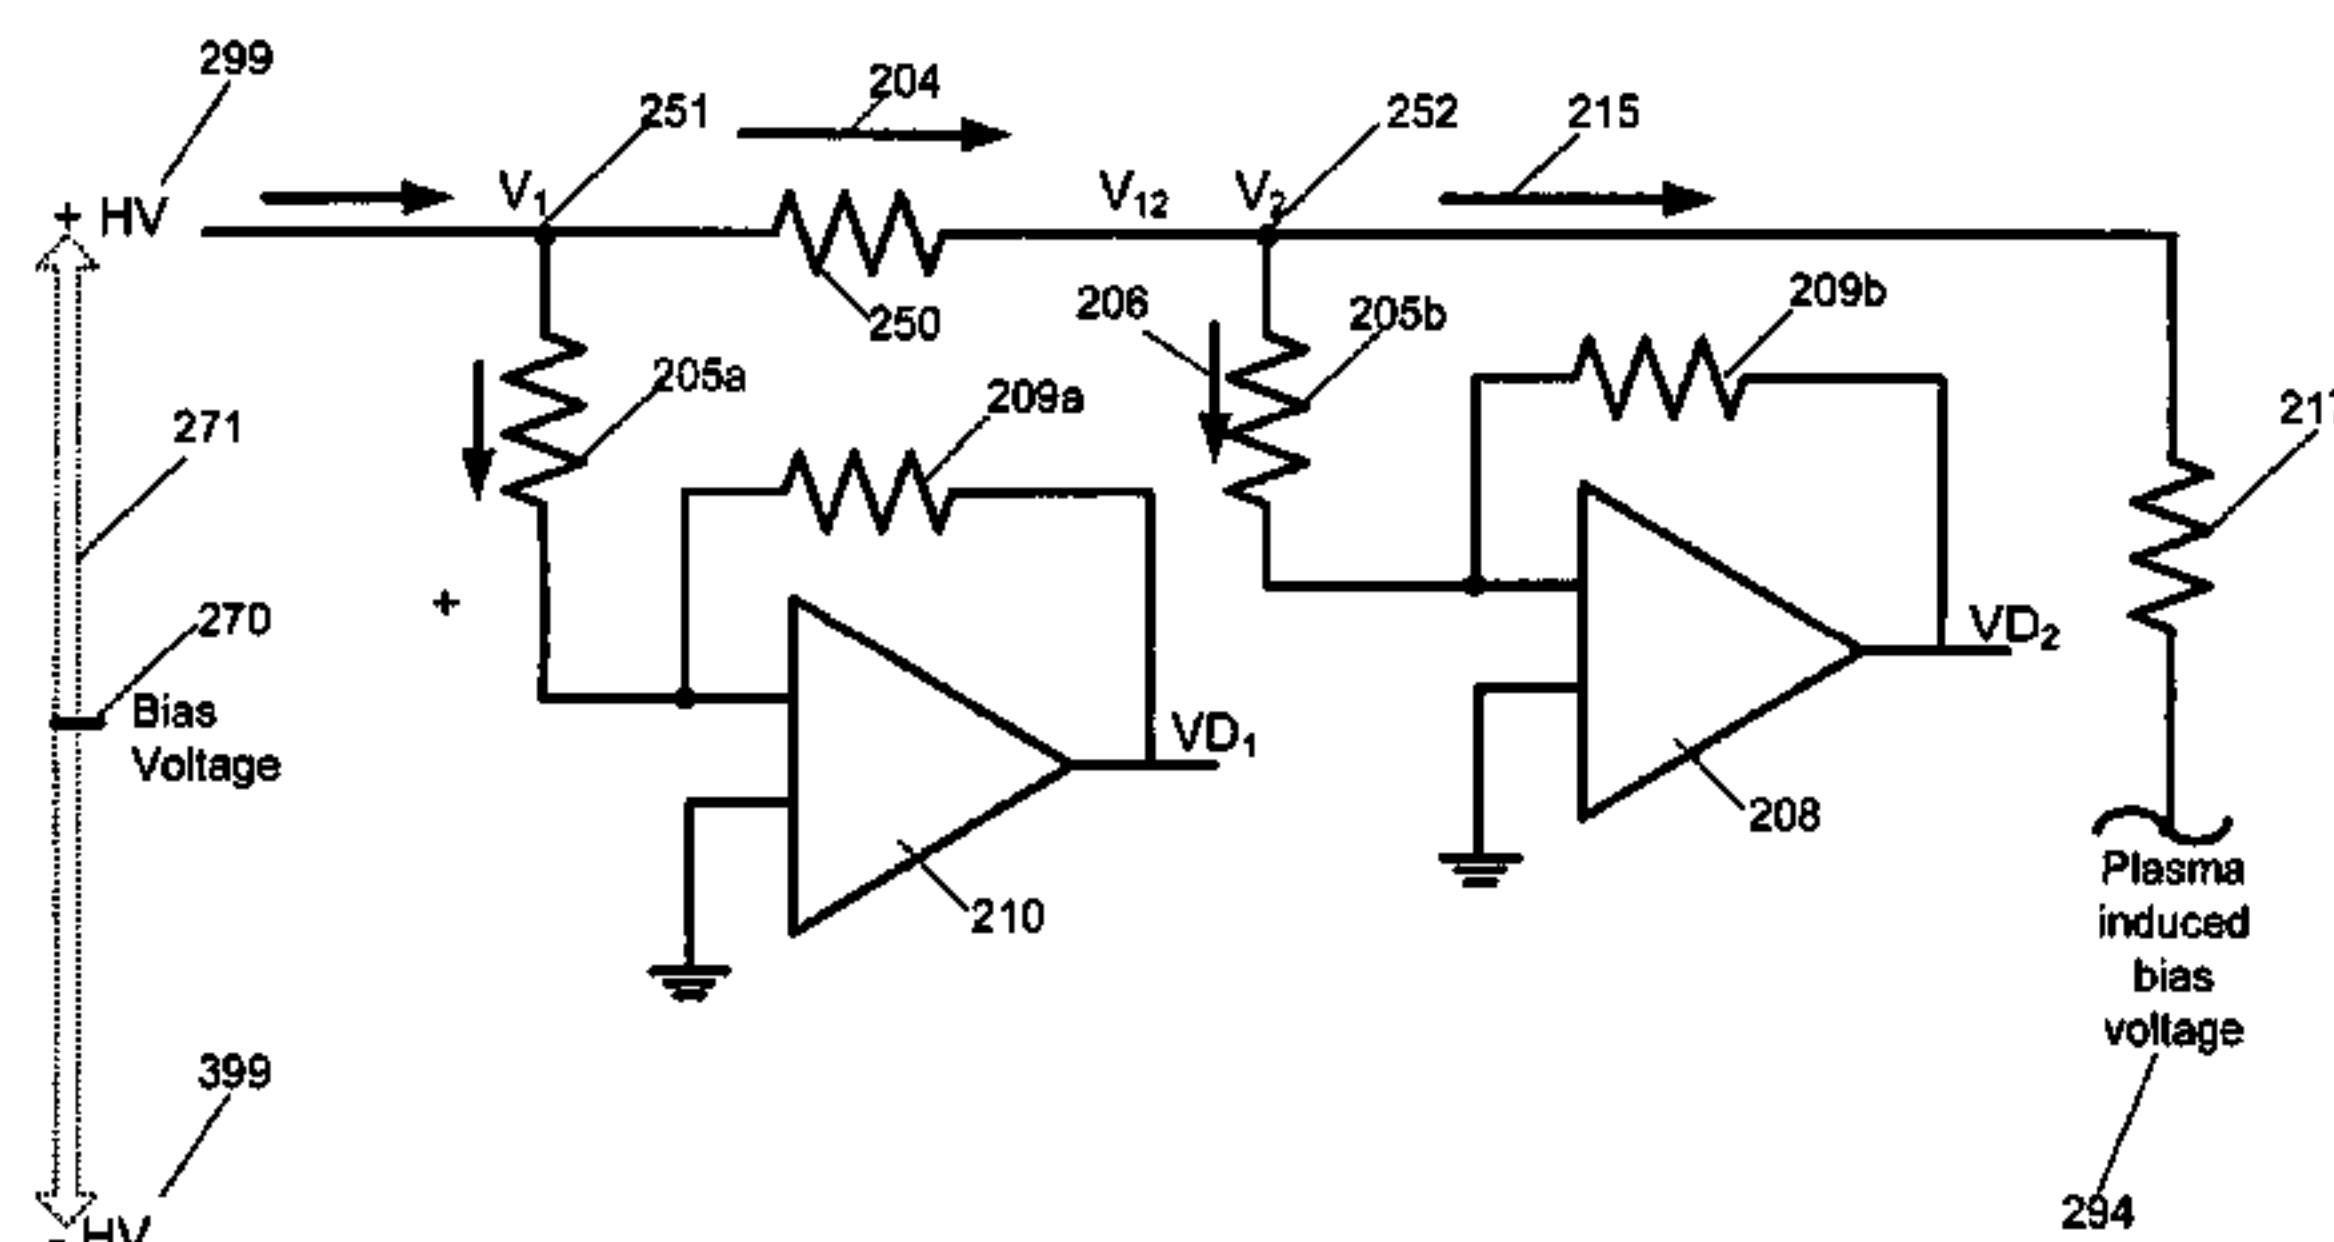 299
204
251
252
215
+ HV
V₁
V₁₂
V₂
250
206
205b
209b
205a
209a
271
217
+
270
Bias
Voltage
VD₁
VD₂
208
210
Plasma
induced
bias
voltage
399
294
- HV